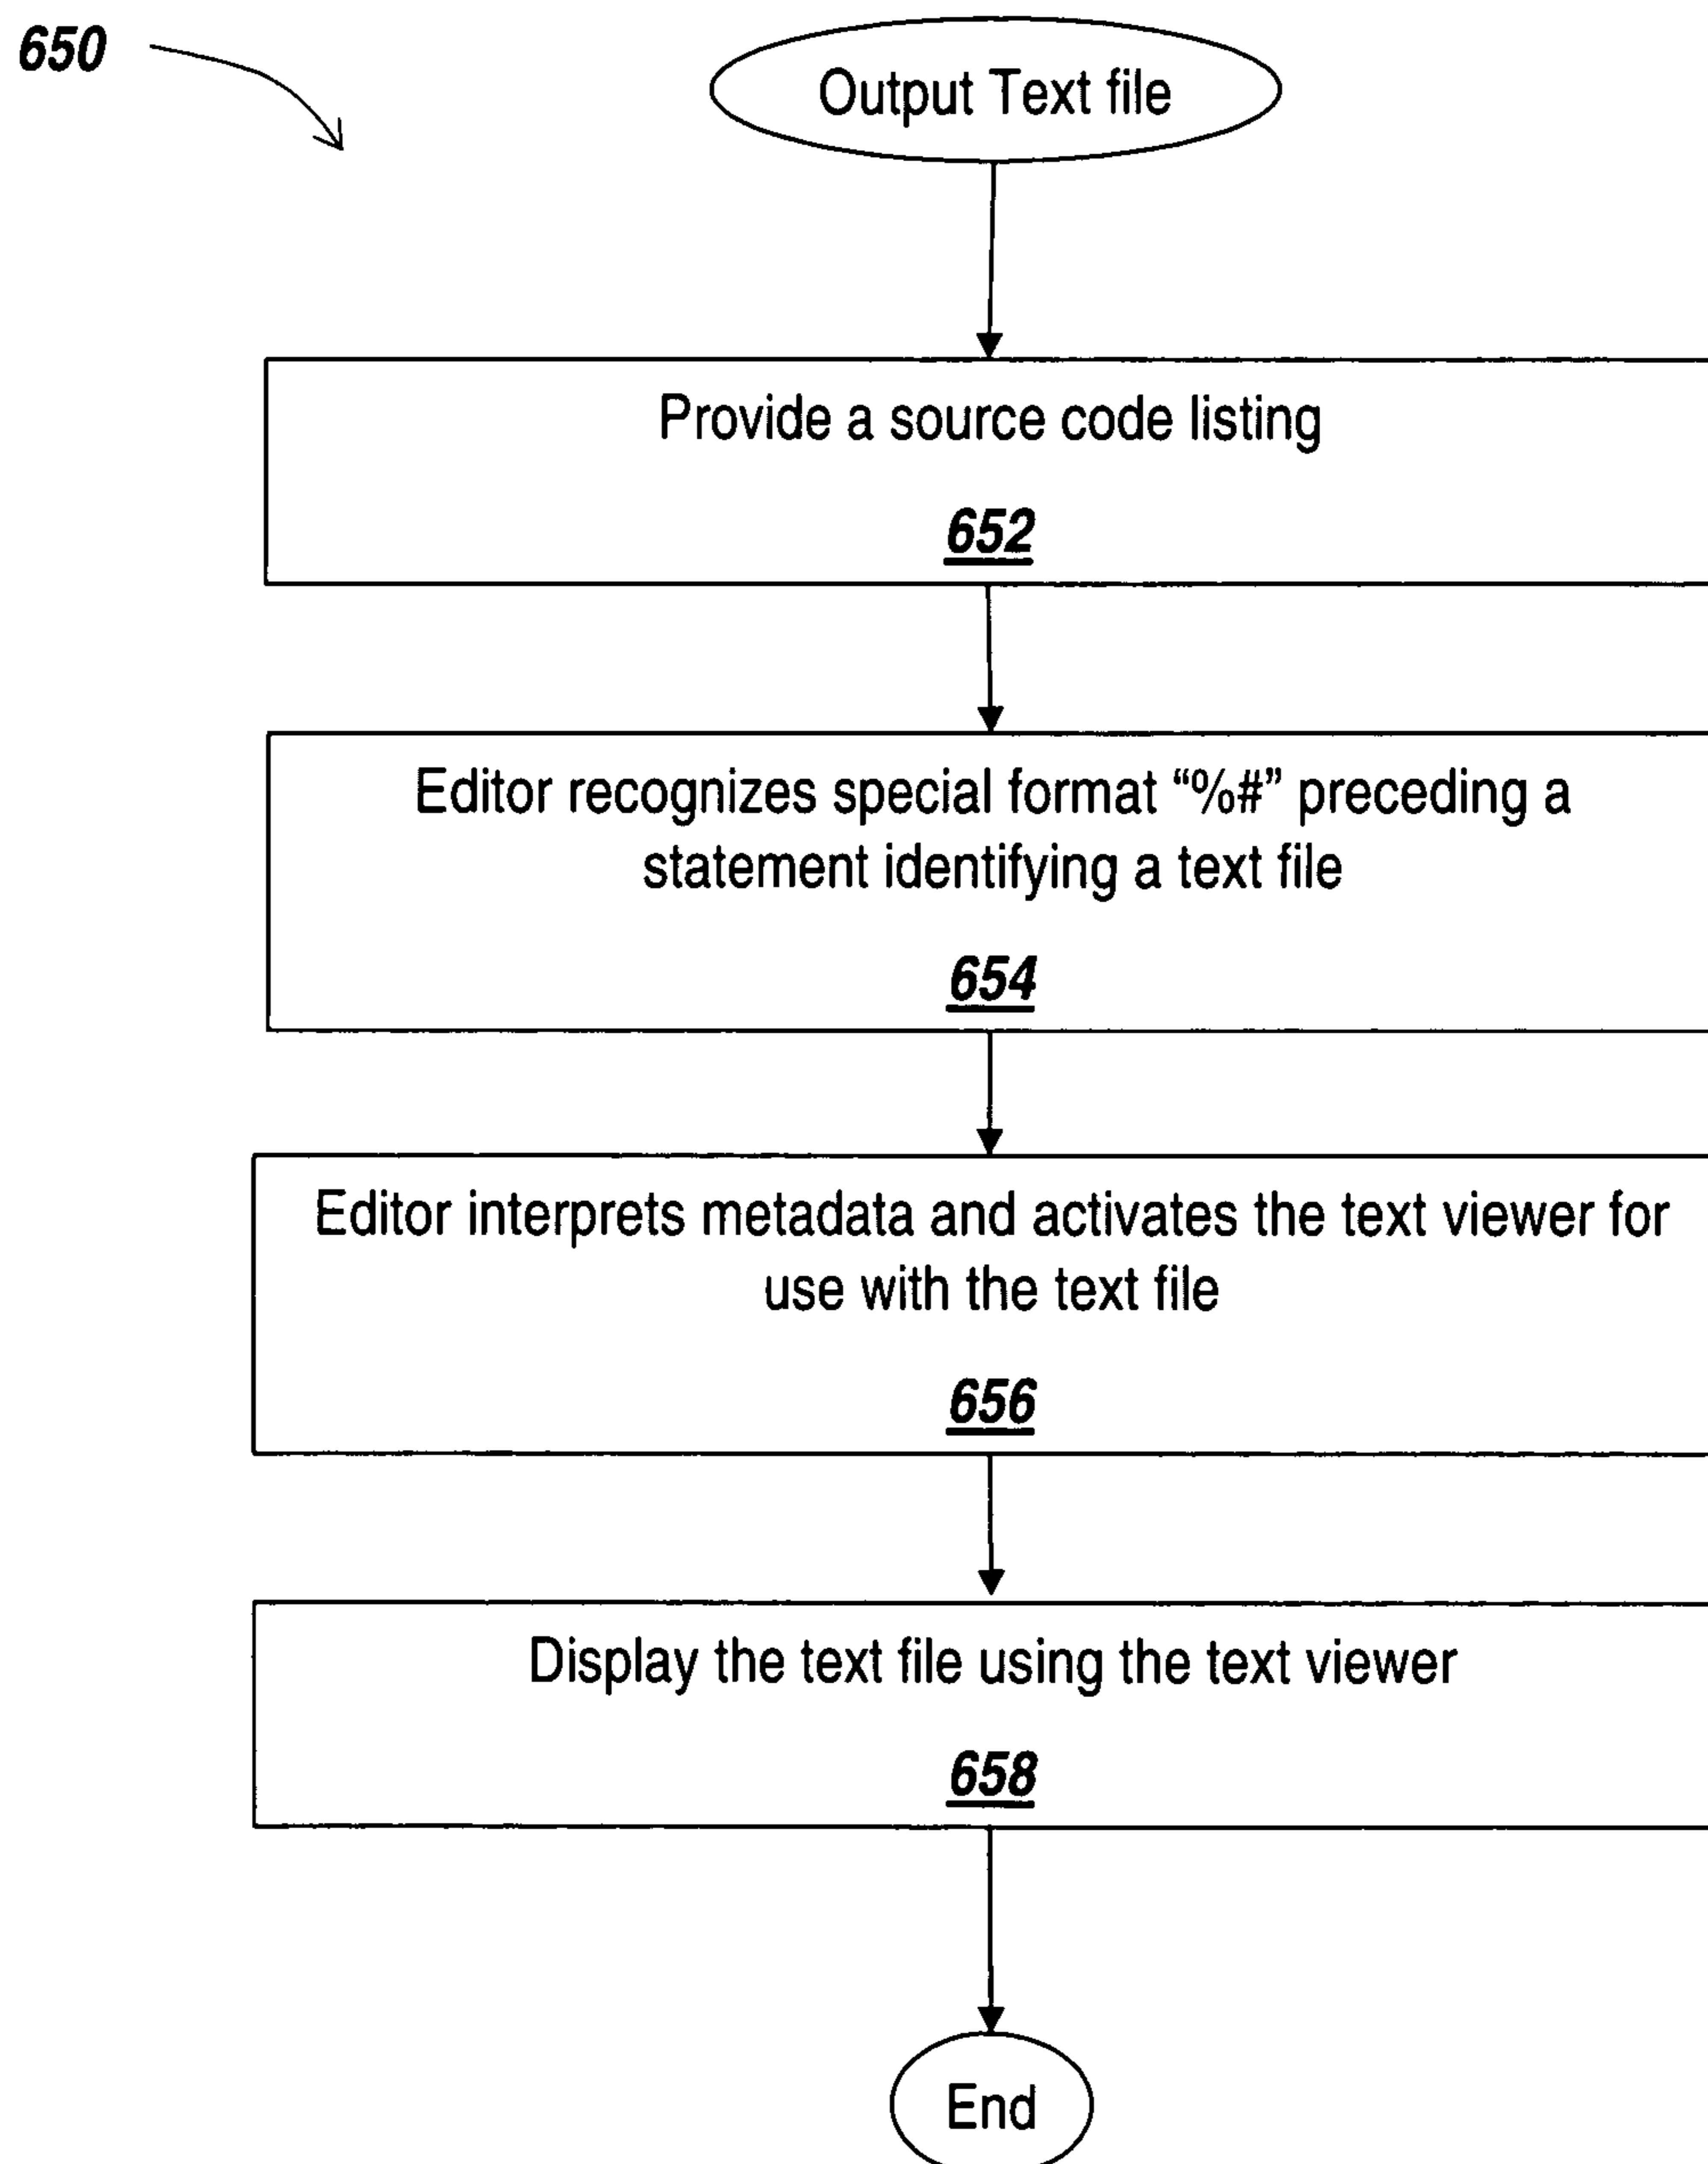 650
Output Text file
Provide a source code listing
652
Editor recognizes special format “%#” preceding a
statement identifying a text file
654
Editor interprets metadata and activates the text viewer for
use with the text file
656
Display the text file using the text viewer
658
End